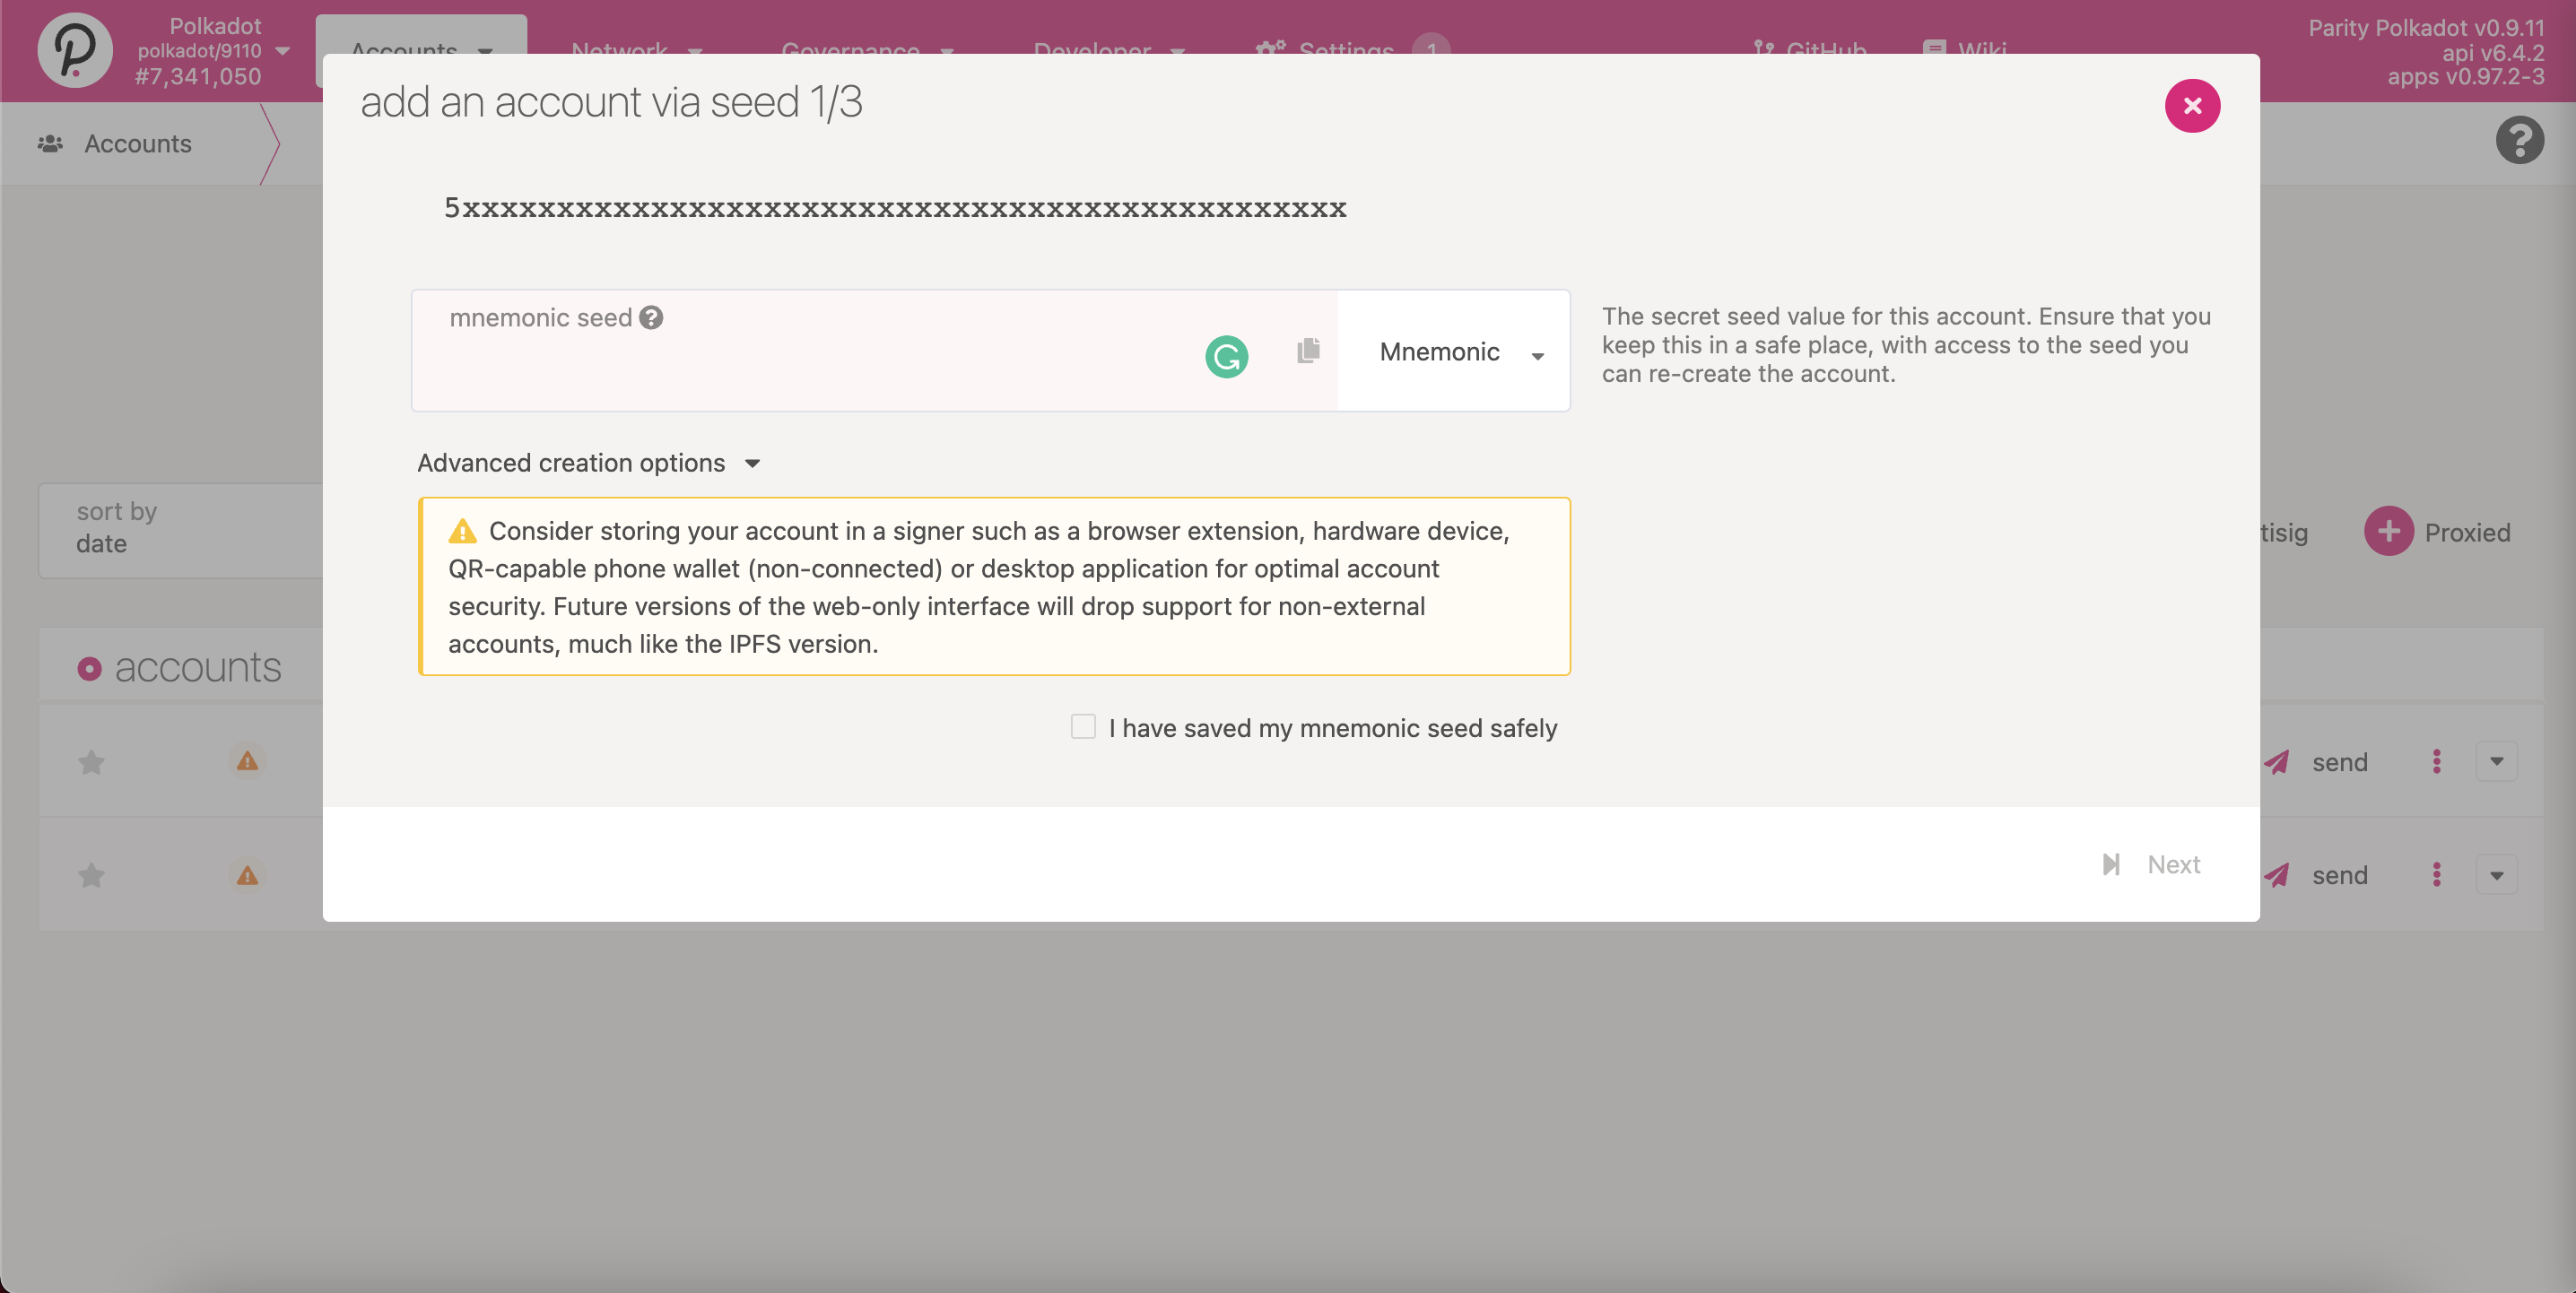 Polkadot
polkadot/9110
#7,341,050
Accounts
Network
Governance
Developer
Settings
1
GitHub
Wiki
Parity Polkadot v0.9.11
api v6.4.2
apps v0.97.2-3
Accounts
add an account via seed 1/3
5xxxxxxxxxxxxxxxxxxxxxxxxxxxxxxxxxxxxxxxxxxxxxxx
mnemonic seed
Mnemonic
The secret seed value for this account. Ensure that you
keep this in a safe place, with access to the seed you
can re-create the account.
Advanced creation options
Consider storing your account in a signer such as a browser extension, hardware device,
QR-capable phone wallet (non-connected) or desktop application for optimal account
security. Future versions of the web-only interface will drop support for non-external
accounts, much like the IPFS version.
I have saved my mnemonic seed safely
Next
sort by
date
tisig
Proxied
accounts
send
send